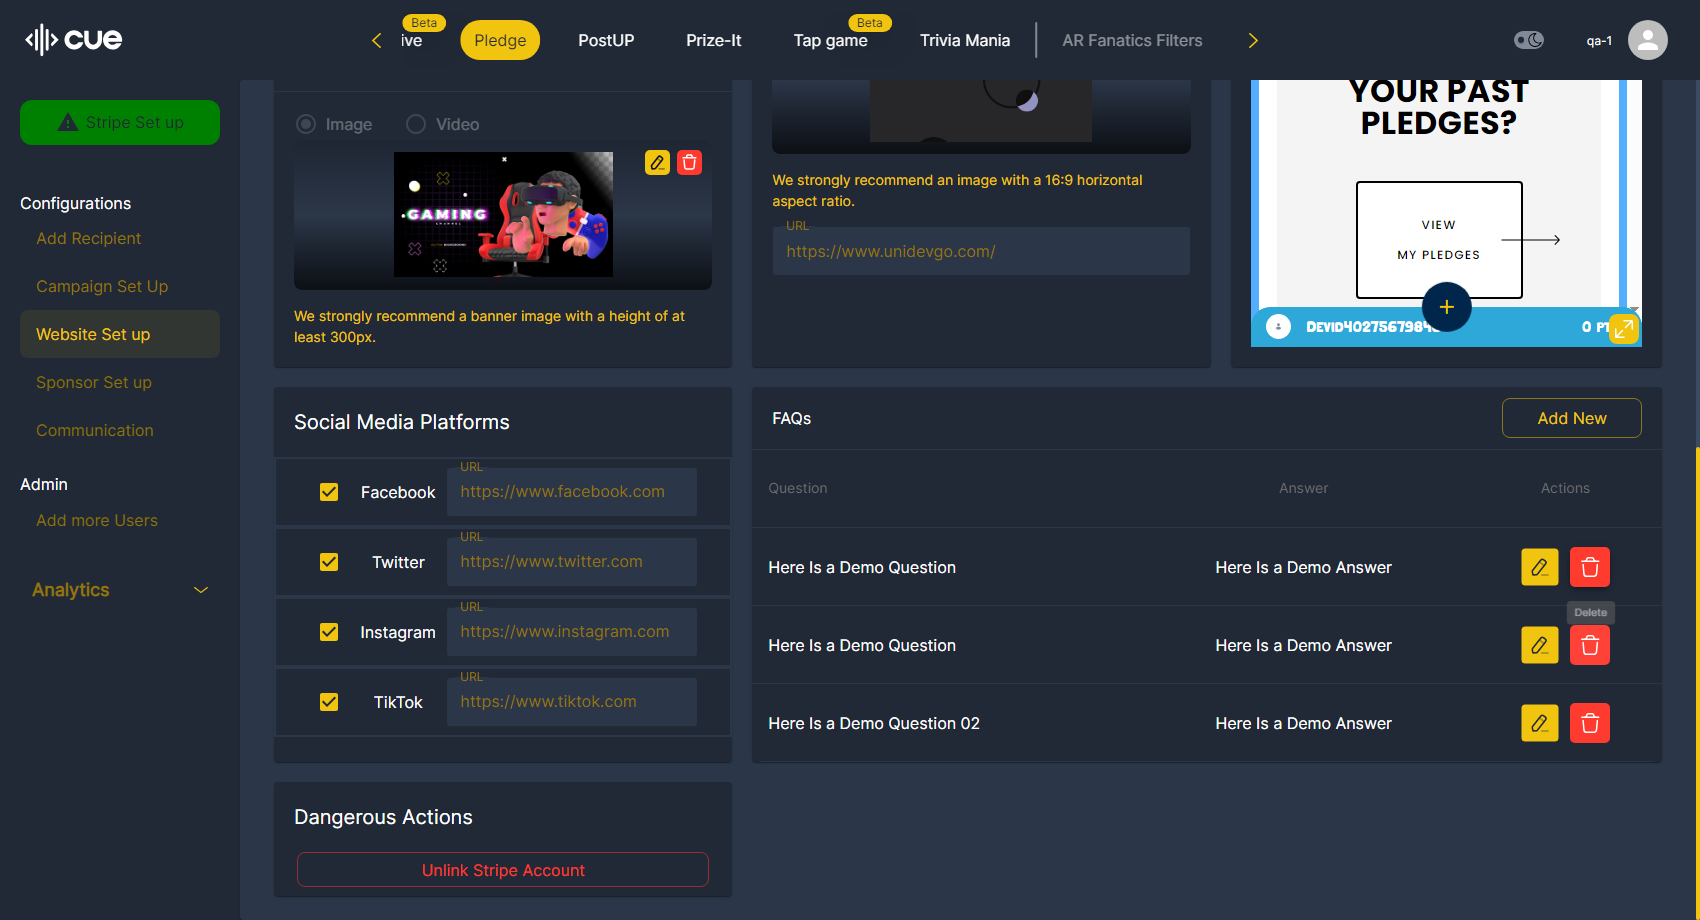 cue
Beta
ive
Pledge
PostUP
Prize-It
Beta
Tap game
Trivia Mania
AR Fanatics Filters
qa-1
Stripe Set up
Configurations
Add Recipient
Campaign Set Up
Website Set up
Sponsor Set up
Communication
Admin
Add more Users
Analytics
Image
Video
GAMING
We strongly recommend a banner image with a height of at
least 300px.
We strongly recommend an image with a 16:9 horizontal
aspect ratio.
URL
https://www.unidevgo.com/
YOUR PAST
PLEDGES?
VIEW
MY PLEDGES
0 PT
Social Media Platforms
Facebook
URL
https://www.facebook.com
Twitter
URL
https://www.twitter.com
Instagram
URL
https://www.instagram.com
TikTok
URL
https://www.tiktok.com
FAQs
Add New
Question
Answer
Actions
Here Is a Demo Question
Here Is a Demo Answer
Delete
Here Is a Demo Question
Here Is a Demo Answer
Here Is a Demo Question 02
Here Is a Demo Answer
Dangerous Actions
Unlink Stripe Account